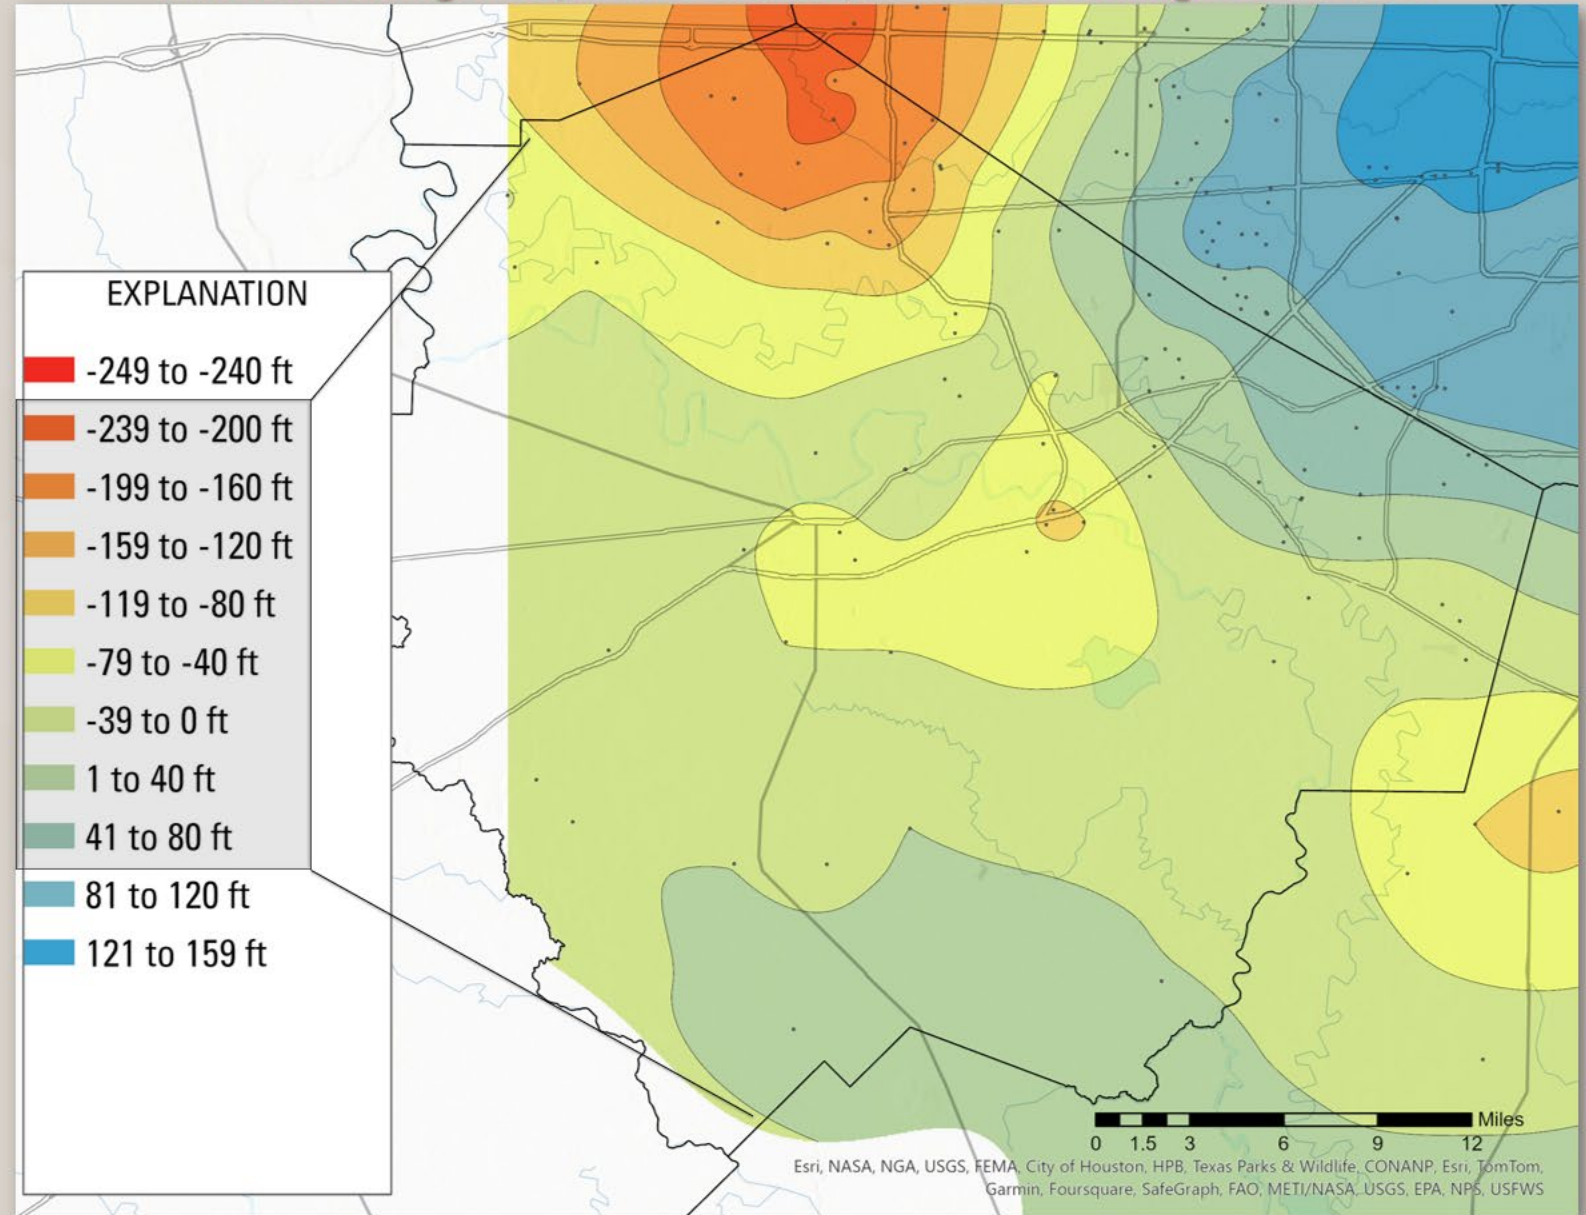 EXPLANATION
-249 to -240 ft
-239 to -200 ft
-199 to -160 ft
-159 to -120 ft
-119 to -80 ft
-79 to -40 ft
-39 to 0 ft
1 to 40 ft
41 to 80 ft
81 to 120 ft
121 to 159 ft
Miles
0 1.5 3 6 9 12
Esri, NASA, NGA, USGS, FEMA, City of Houston, HPB, Texas Parks & Wildlife, CONANP, Esri, TomTom,
Garmin, Foursquare, SafeGraph, FAO, METI/NASA, USGS, EPA, NPS, USFWS